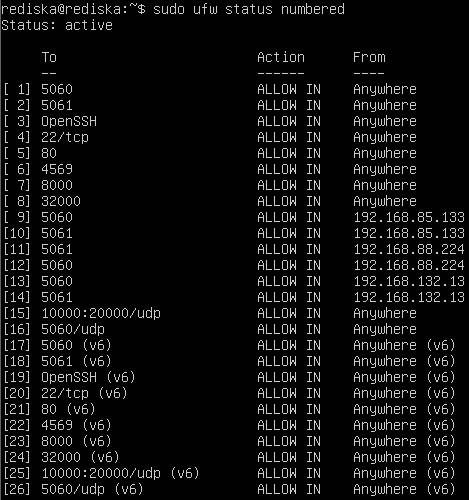 rediska@rediska:~$ sudo ufw status numbered
Status: active
To Action From
-- ------ ----
[ 1] 5060 ALLOW IN Anywhere
[ 2] 5061 ALLOW IN Anywhere
[ 3] OpenSSH ALLOW IN Anywhere
[ 4] 22/tcp ALLOW IN Anywhere
[ 5] 80 ALLOW IN Anywhere
[ 6] 4569 ALLOW IN Anywhere
[ 7] 8000 ALLOW IN Anywhere
[ 8] 32000 ALLOW IN Anywhere
[ 9] 5060 ALLOW IN 192.168.85.133
[10] 5061 ALLOW IN 192.168.85.133
[11] 5061 ALLOW IN 192.168.88.224
[12] 5060 ALLOW IN 192.168.88.224
[13] 5060 ALLOW IN 192.168.132.13
[14] 5061 ALLOW IN 192.168.132.13
[15] 10000:20000/udp ALLOW IN Anywhere
[16] 5060/udp ALLOW IN Anywhere
[17] 5060 (v6) ALLOW IN Anywhere (v6)
[18] 5061 (v6) ALLOW IN Anywhere (v6)
[19] OpenSSH (v6) ALLOW IN Anywhere (v6)
[20] 22/tcp (v6) ALLOW IN Anywhere (v6)
[21] 80 (v6) ALLOW IN Anywhere (v6)
[22] 4569 (v6) ALLOW IN Anywhere (v6)
[23] 8000 (v6) ALLOW IN Anywhere (v6)
[24] 32000 (v6) ALLOW IN Anywhere (v6)
[25] 10000:20000/udp (v6) ALLOW IN Anywhere (v6)
[26] 5060/udp (v6) ALLOW IN Anywhere (v6)